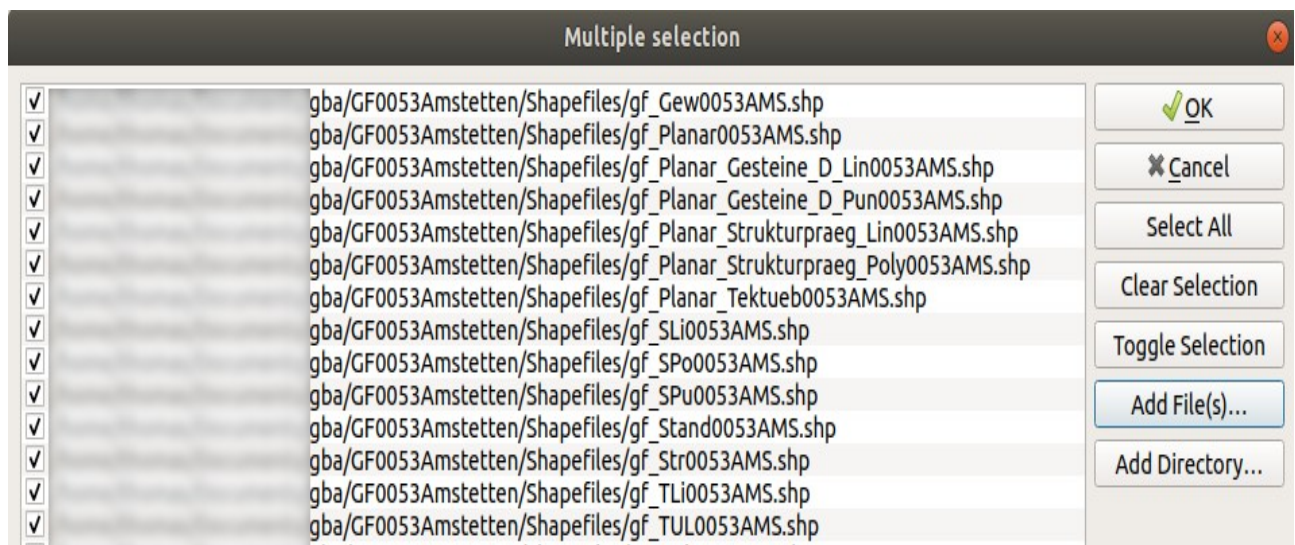 Multiple selection
gba/GF0053Amstetten/Shapefiles/gf_Gew0053AMS.shp
gba/GF0053Amstetten/Shapefiles/gf_Planar0053AMS.shp
gba/GF0053Amstetten/Shapefiles/gf_Planar_Gesteine_D_Lin0053AMS.shp
gba/GF0053Amstetten/Shapefiles/gf_Planar_Gesteine_D_Pun0053AMS.shp
gba/GF0053Amstetten/Shapefiles/gf_Planar_Strukturpraeg_Lin0053AMS.shp
gba/GF0053Amstetten/Shapefiles/gf_Planar_Strukturpraeg_Poly0053AMS.shp
gba/GF0053Amstetten/Shapefiles/gf_Planar_Tektueb0053AMS.shp
gba/GF0053Amstetten/Shapefiles/gf_SLi0053AMS.shp
gba/GF0053Amstetten/Shapefiles/gf_SPo0053AMS.shp
gba/GF0053Amstetten/Shapefiles/gf_SPu0053AMS.shp
gba/GF0053Amstetten/Shapefiles/gf_Stand0053AMS.shp
gba/GF0053Amstetten/Shapefiles/gf_Str0053AMS.shp
gba/GF0053Amstetten/Shapefiles/gf_TLi0053AMS.shp
gba/GF0053Amstetten/Shapefiles/gf_TUL0053AMS.shp
OK
Cancel
Select All
Clear Selection
Toggle Selection
Add File(s)...
Add Directory...